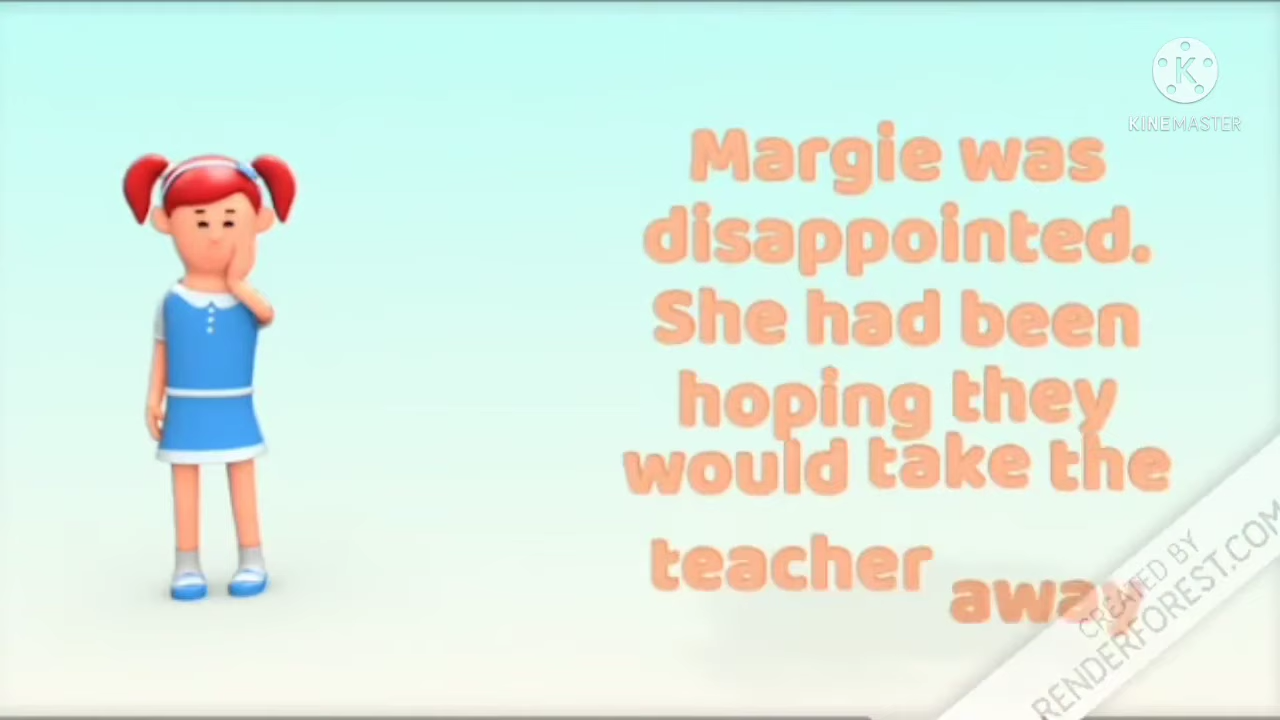 K
KINEMASTER
Margie was
disappointed.
She had been
hoping they
would take the
teacher away
CREATED BY
RENDERFOREST.COM